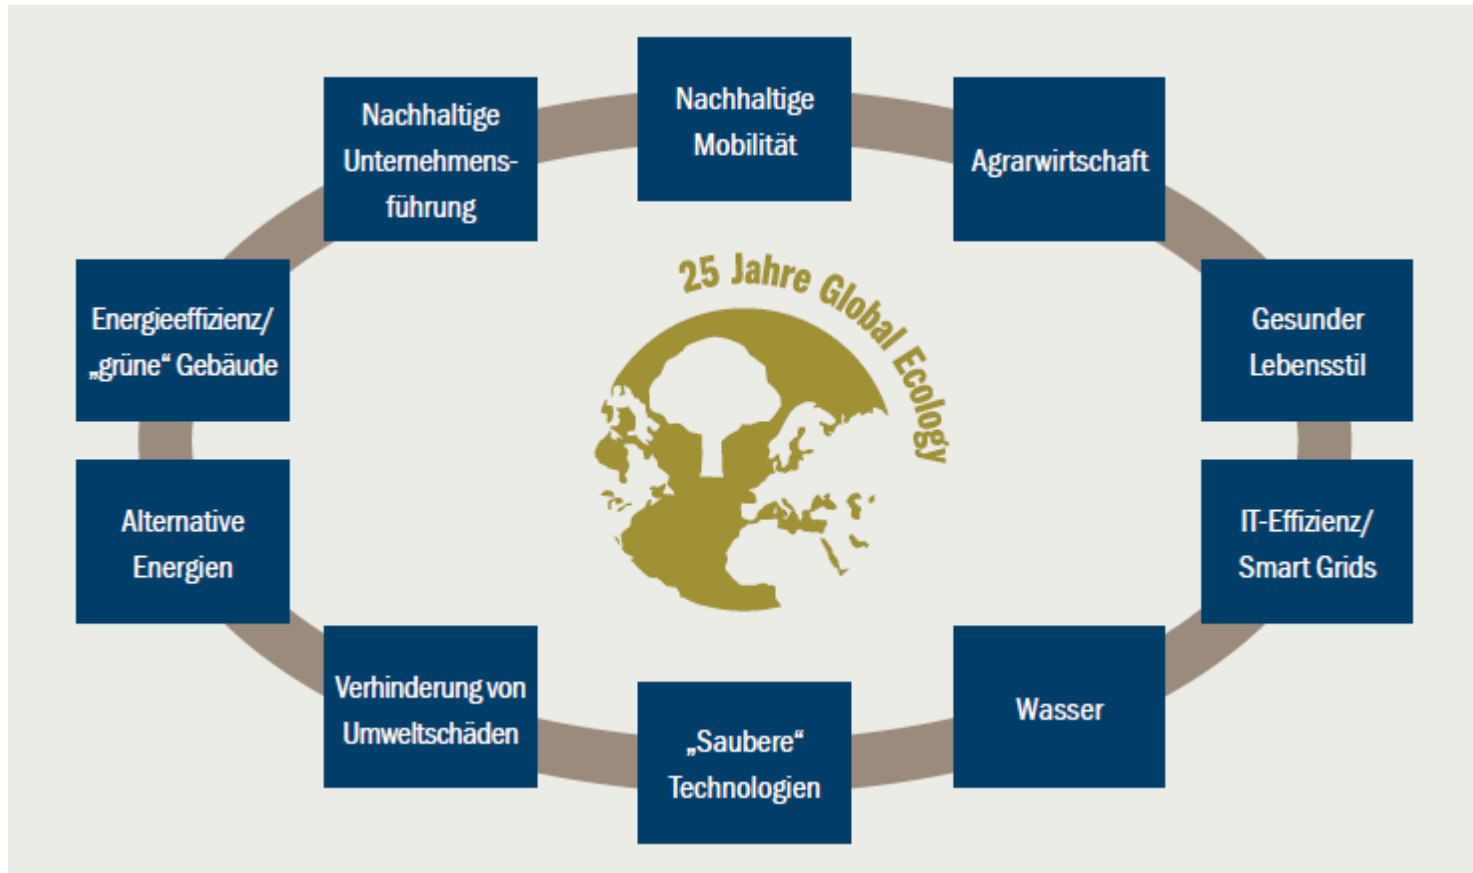 Nachhaltige
Mobilität
Agrarwirtschaft
Gesunder
Lebensstil
IT-Effizienz/
Smart Grids
Wasser
„Saubere“
Technologien
Verhinderung von
Umweltschäden
Alternative
Energien
Energieeffizienz/
„grüne“ Gebäude
Nachhaltige
Unternehmens-
führung
25 Jahre Global Ecology